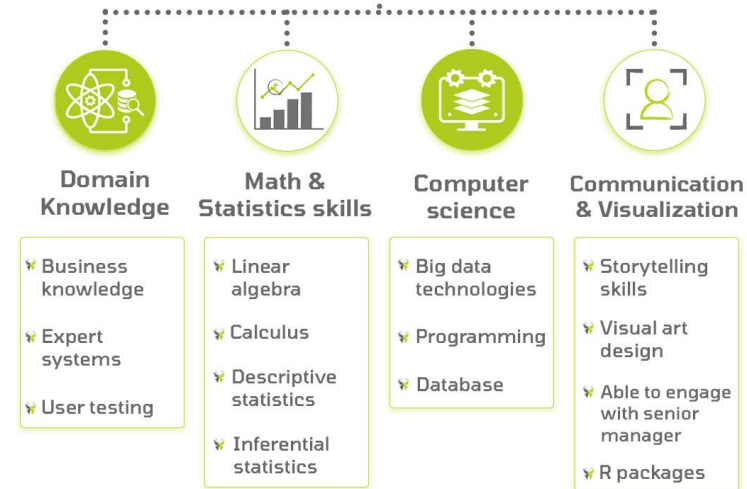 Domain
Knowledge
Business
knowledge
Expert
systems
User testing
Math &
Statistics skills
Linear
algebra
Calculus
Descriptive
statistics
Inferential
statistics
Computer
science
Big data
technologies
Programming
Database
Communication
& Visualization
Storytelling
skills
Visual art
design
Able to engage
with senior
manager
R packages